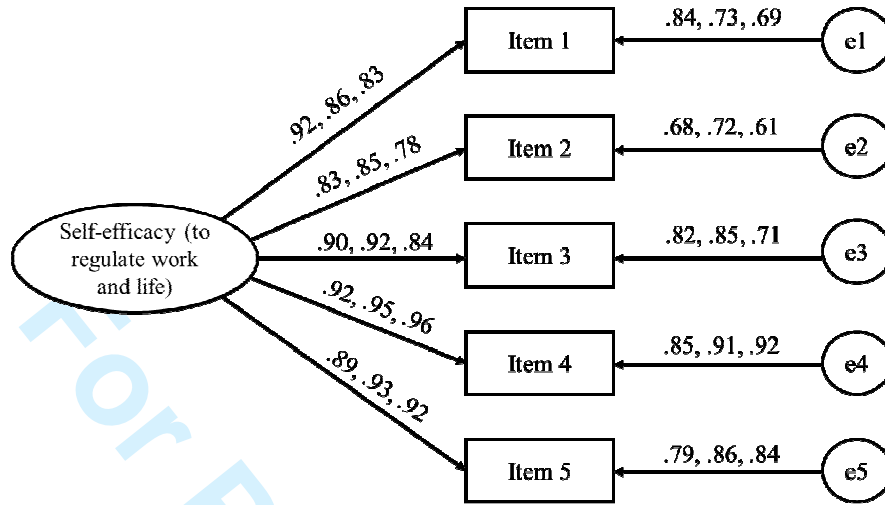 .84, .73, .69
Item 1
e1
.92, .86, .83
.68, .72, .61
Item 2
e2
.83, .85, .78
Self-efficacy (to
regulate work
and life)
.90, .92, .84
Item 3
.82, .85, .71
e3
.92, .95, .96
Item 4
.85, .91, .92
e4
.89, .93, .92
Item 5
.79, .86, .84
e5
For